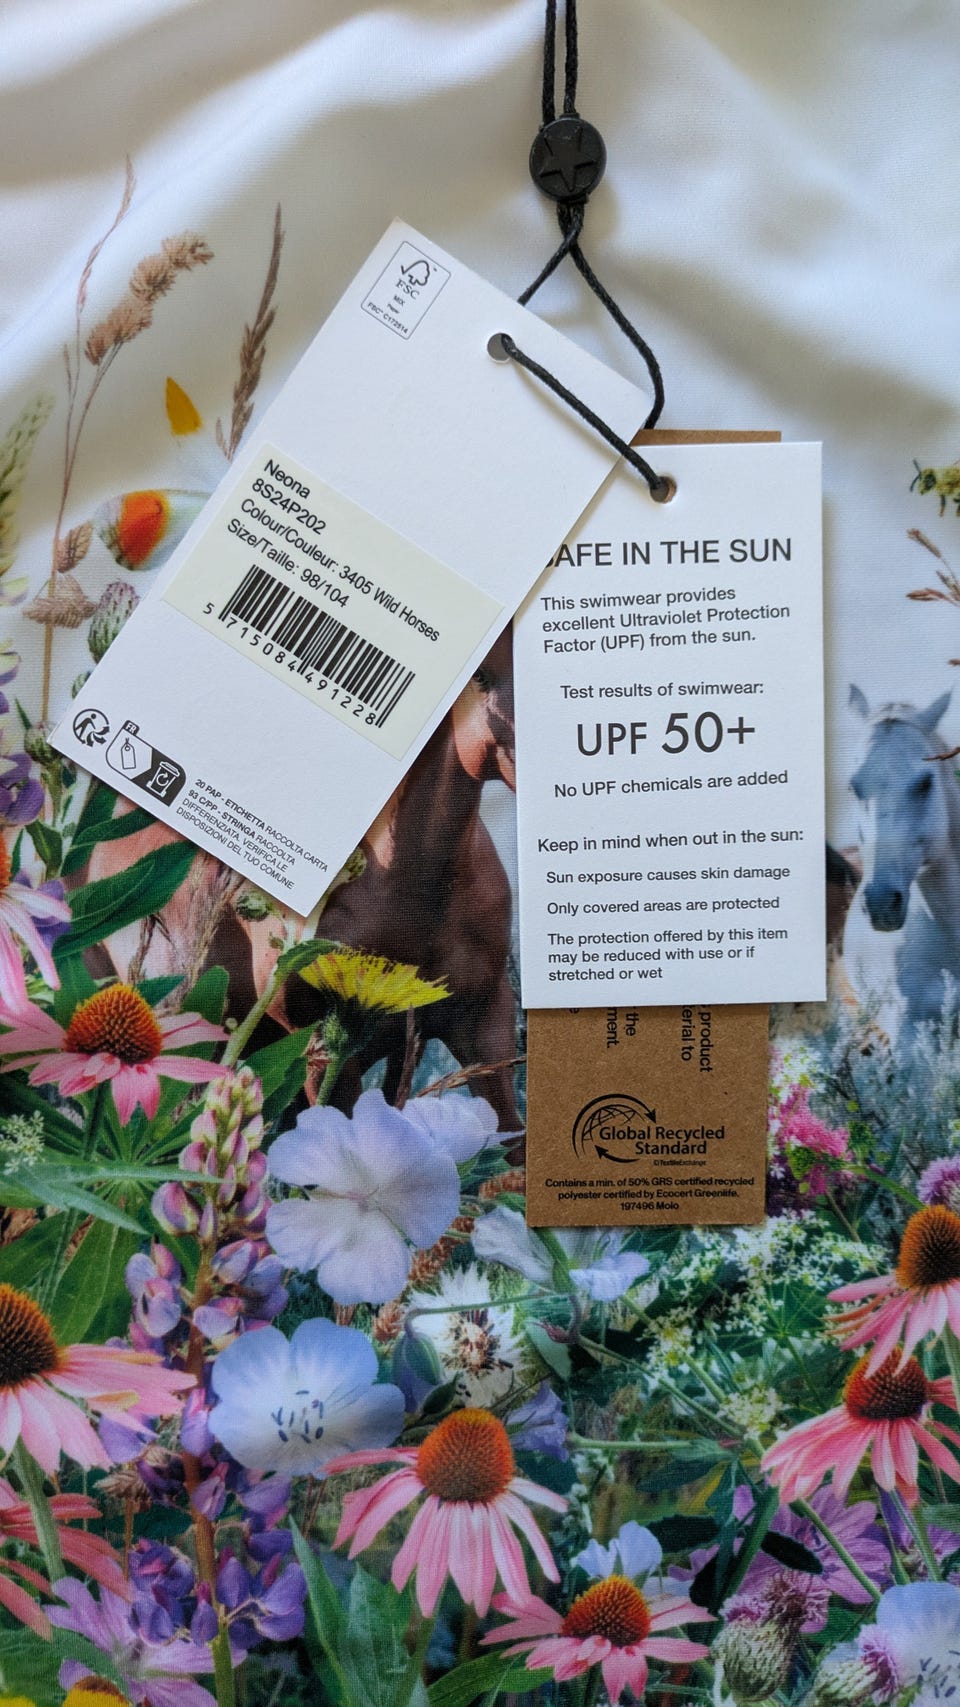 FSC
MIX
Paper
FSC™ C172514
Neona
8S24P202
Colour/Couleur: 3405 Wild Horses
Size/Taille: 98/104
5 715084 491228
FR
20 PAP - ETICHETTA RACCOLTA CARTA
93 C/PP - STRINGA RACCOLTA
DIFFERENZIATA. VERIFICA LE
DISPOSIZIONI DEL TUO COMUNE
AFE IN THE SUN
This swimwear provides
excellent Ultraviolet Protection
Factor (UPF) from the sun.
Test results of swimwear:
UPF 50+
No UPF chemicals are added
Keep in mind when out in the sun:
Sun exposure causes skin damage
Only covered areas are protected
The protection offered by this item
may be reduced with use or if
stretched or wet
product
erial to
the
ment.
Global Recycled
Standard
©TextileExchange
Contains a min. of 50% GRS certified recycled
polyester certified by Ecocert Greenlife.
197496 Molo